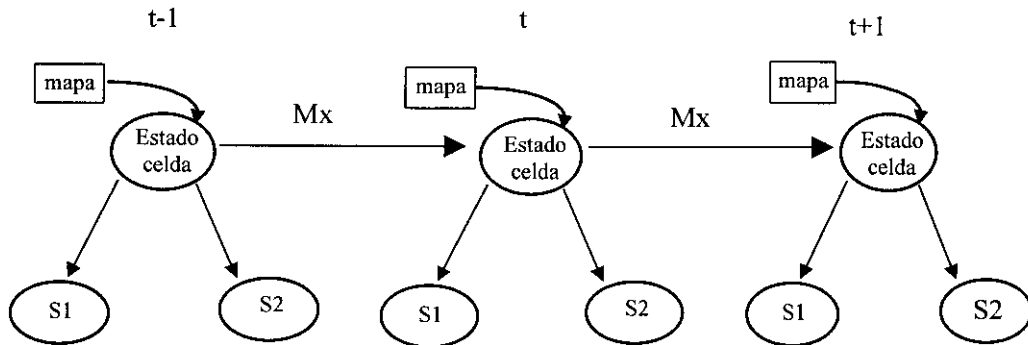 t-1
t
t+1
mapa
mapa
mapa
Mx
Mx
Estado
celda
Estado
celda
Estado
celda
S1
S2
S1
S2
S1
S2